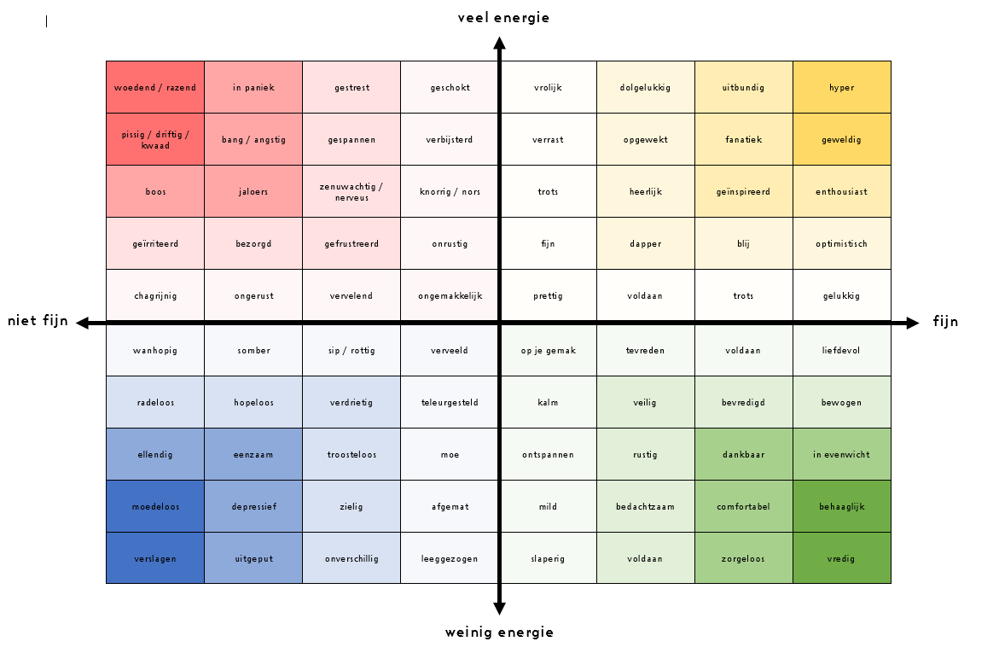 veel energie
woedend / razend
in paniek
gestrest
geschokt
vrolijk
dolgelukkig
uitbundig
hyper
pissig / driftig /
kwaad
bang / angstig
gespannen
verbijsterd
verrast
opgewekt
fanatiek
geweldig
boos
jaloers
zenuwachtig /
nerveus
knorrig / nors
trots
heerlijk
geïnspireerd
enthousiast
geïrriteerd
bezorgd
gefrustreerd
onrustig
fijn
dapper
blij
optimistisch
chagrijnig
ongerust
vervelend
ongemakkelijk
prettig
voldaan
trots
gelukkig
niet fijn
fijn
wanhopig
somber
sip / rottig
verveeld
op je gemak
tevreden
voldaan
liefdevol
radeloos
hopeloos
verdrietig
teleurgesteld
kalm
veilig
bevredigd
bewogen
ellendig
eenzaam
troosteloos
moe
ontspannen
rustig
dankbaar
in evenwicht
moedeloos
depressief
zielig
afgemat
mild
bedachtzaam
comfortabel
behaaglijk
verslagen
uitgeput
onverschillig
leeggezogen
slaperig
voldaan
zorgeloos
vredig
weinig energie